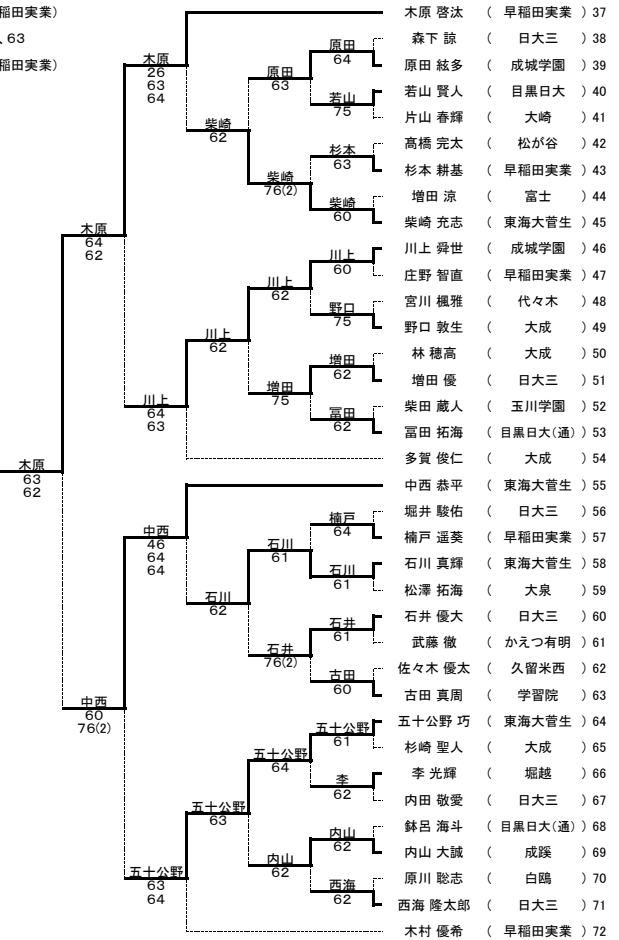 稲田実業)
、63
稲田実業)
木原 啓汰 ( 早稲田実業 ) 37
森下 諒 ( 日大三 ) 38
原田 絃多 ( 成城学園 ) 39
若山 賢人 ( 目黒日大 ) 40
片山 春輝 ( 大崎 ) 41
髙橋 完太 ( 松が谷 ) 42
杉本 耕基 ( 早稲田実業 ) 43
増田 涼 ( 富士 ) 44
柴崎 充志 ( 東海大菅生 ) 45
川上 舜世 ( 成城学園 ) 46
庄野 智直 ( 早稲田実業 ) 47
宮川 楓雅 ( 代々木 ) 48
野口 敦生 ( 大成 ) 49
林 穂高 ( 大成 ) 50
増田 優 ( 日大三 ) 51
柴田 蔵人 ( 玉川学園 ) 52
冨田 拓海 ( 目黒日大(通) ) 53
多賀 俊仁 ( 大成 ) 54
中西 恭平 ( 東海大菅生 ) 55
堀井 駿佑 ( 日大三 ) 56
楠戸 遥葵 ( 早稲田実業 ) 57
石川 真輝 ( 東海大菅生 ) 58
松澤 拓海 ( 大泉 ) 59
石井 優大 ( 日大三 ) 60
武藤 徹 ( かえつ有明 ) 61
佐々木 優太 ( 久留米西 ) 62
古田 真周 ( 学習院 ) 63
五十公野 巧 ( 東海大菅生 ) 64
杉崎 聖人 ( 大成 ) 65
李 光輝 ( 堀越 ) 66
内田 敬愛 ( 日大三 ) 67
鉢呂 海斗 ( 目黒日大(通) ) 68
内山 大誠 ( 成蹊 ) 69
原川 聡志 ( 白鴎 ) 70
西海 隆太郎 ( 日大三 ) 71
木村 優希 ( 早稲田実業 ) 72
原田
64
若山
75
杉本
63
柴崎
60
川上
60
野口
75
増田
62
冨田
62
楠戸
64
石川
61
石井
61
古田
60
五十公野
61
李
62
内山
62
西海
62
原田
63
柴崎
76(2)
川上
62
増田
75
石川
61
石井
76(2)
五十公野
64
内山
62
柴崎
62
川上
62
石川
62
五十公野
63
木原
26
63
64
川上
64
63
中西
46
64
64
五十公野
63
64
木原
64
62
中西
60
76(2)
木原
63
62